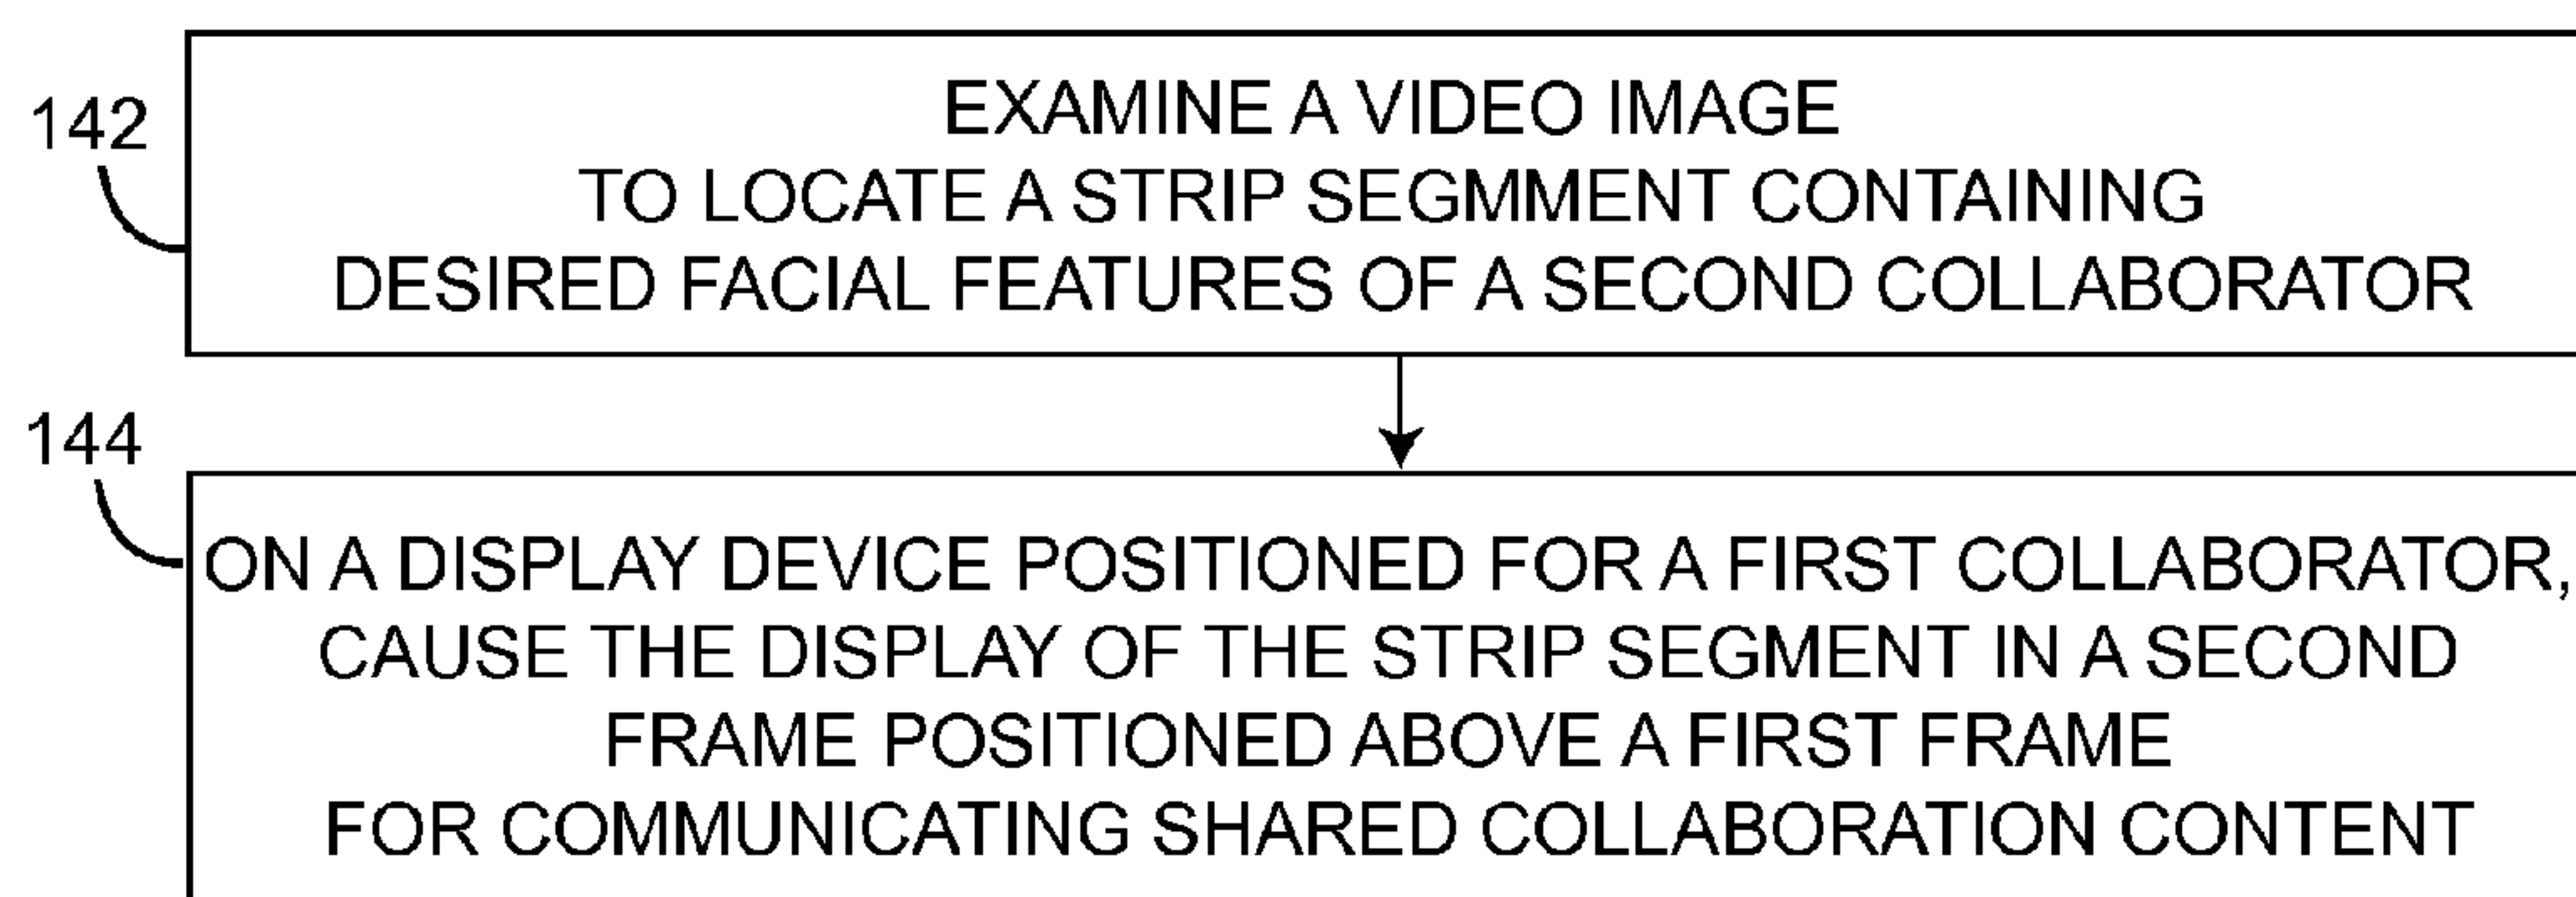 142
EXAMINE A VIDEO IMAGE
TO LOCATE A STRIP SEGMMENT CONTAINING
DESIRED FACIAL FEATURES OF A SECOND COLLABORATOR
144
ON A DISPLAY DEVICE POSITIONED FOR A FIRST COLLABORATOR,
CAUSE THE DISPLAY OF THE STRIP SEGMENT IN A SECOND
FRAME POSITIONED ABOVE A FIRST FRAME
FOR COMMUNICATING SHARED COLLABORATION CONTENT